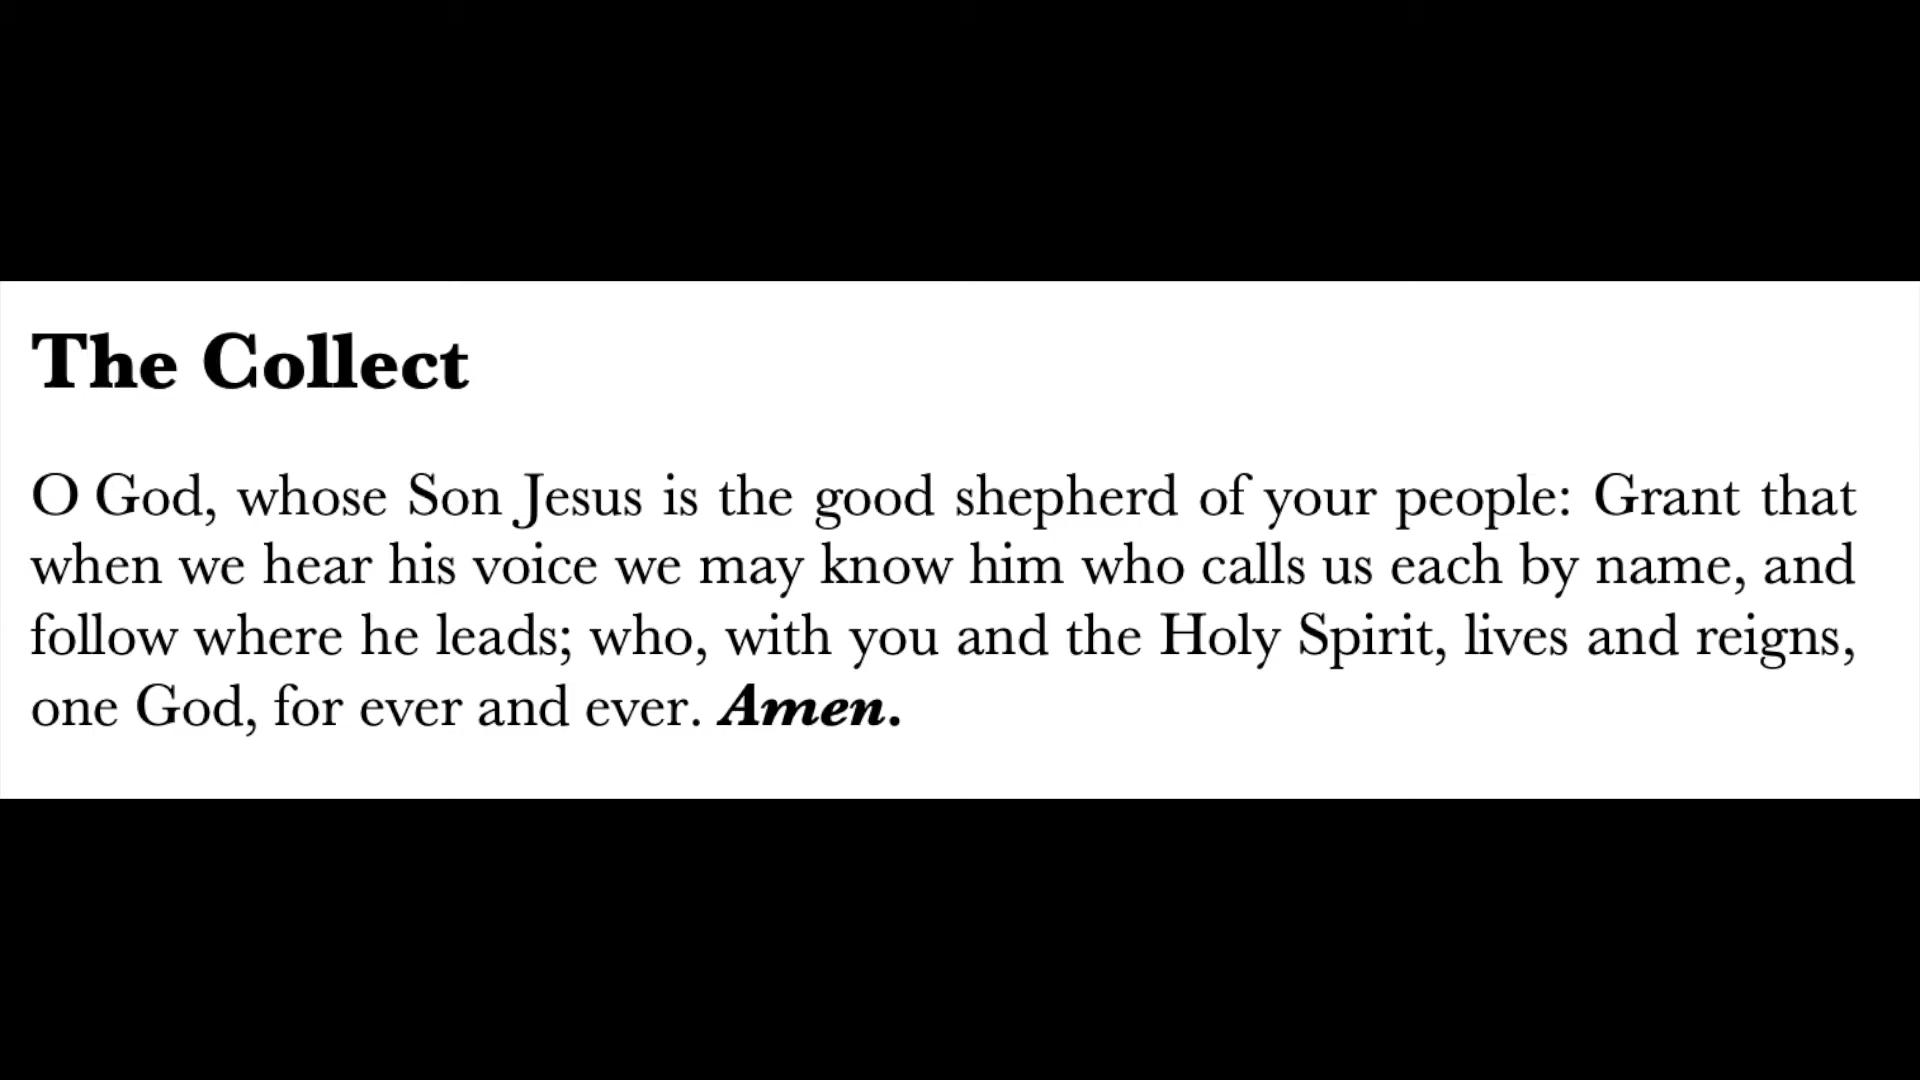 The Collect
O God, whose Son Jesus is the good shepherd of your people: Grant that
when we hear his voice we may know him who calls us each by name, and
follow where he leads; who, with you and the Holy Spirit, lives and reigns,
one God, for ever and ever. Amen.